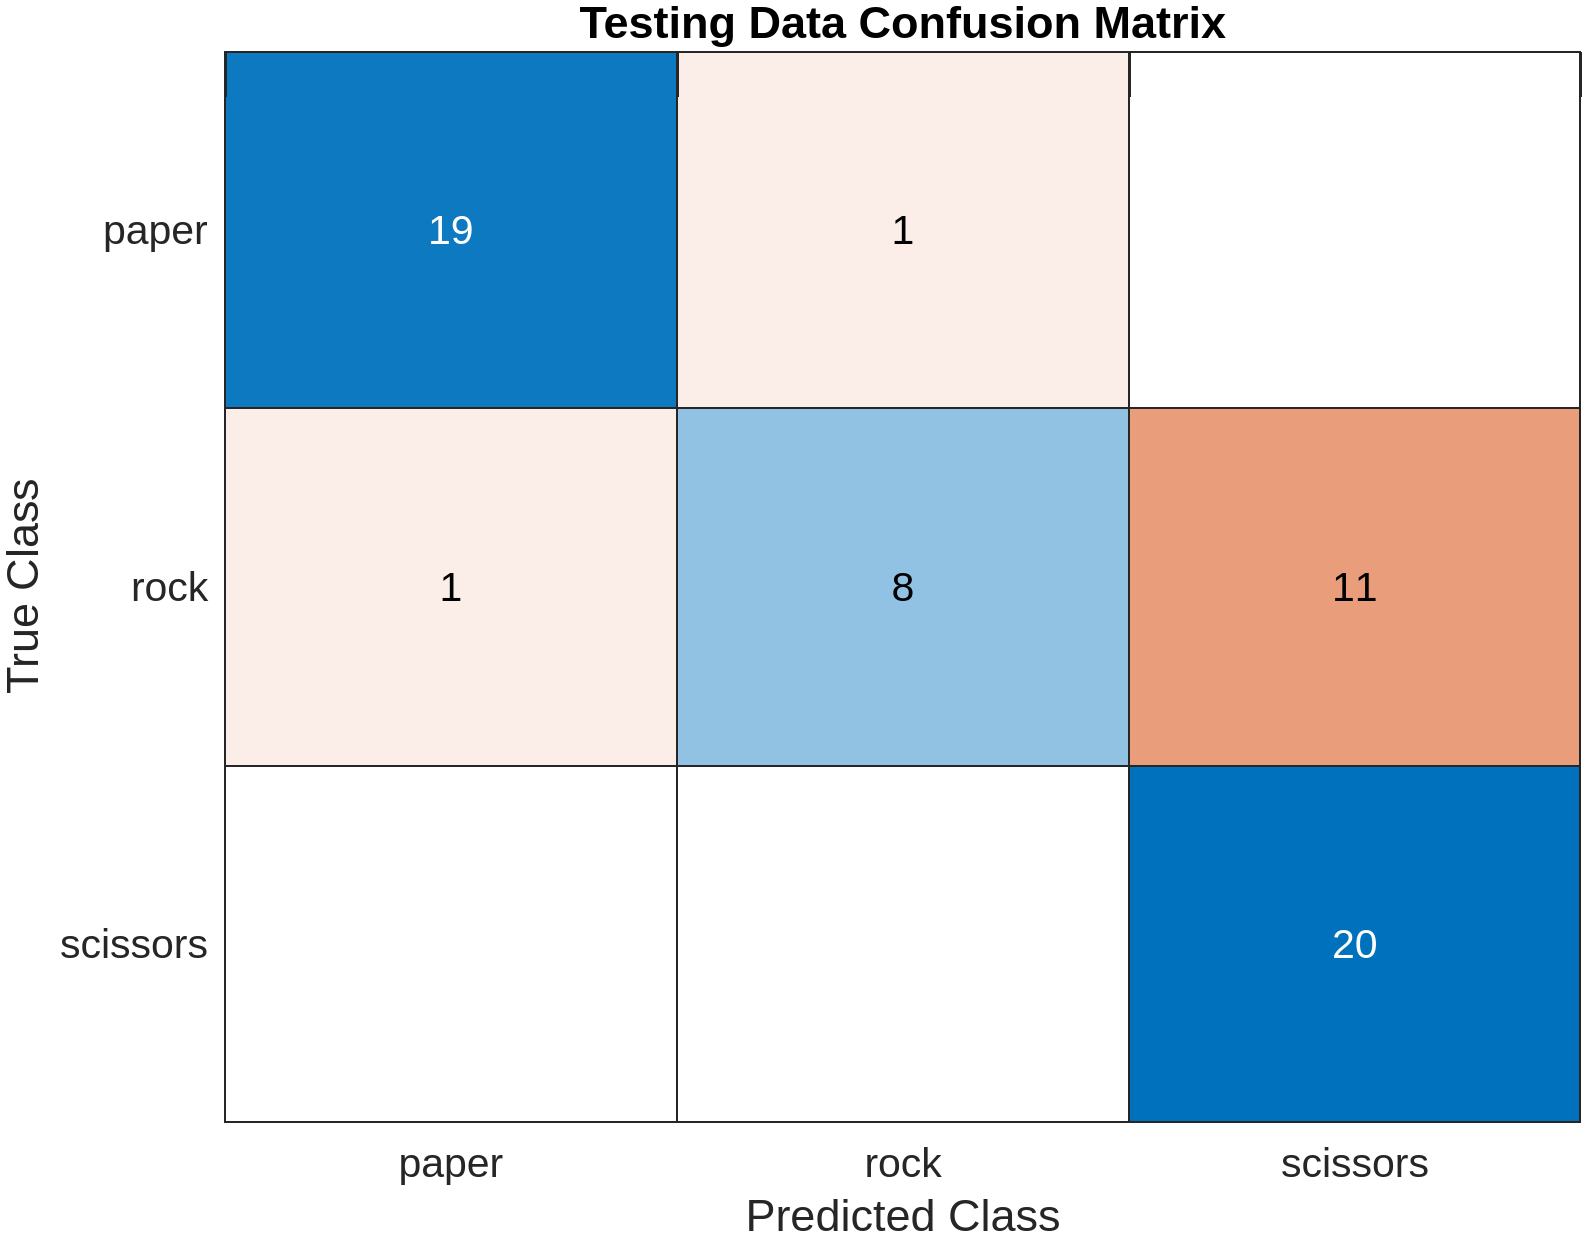 Testing Data Confusion Matrix
True Class
paper 19 1
rock 1 8 11
scissors 20
paper rock scissors
Predicted Class